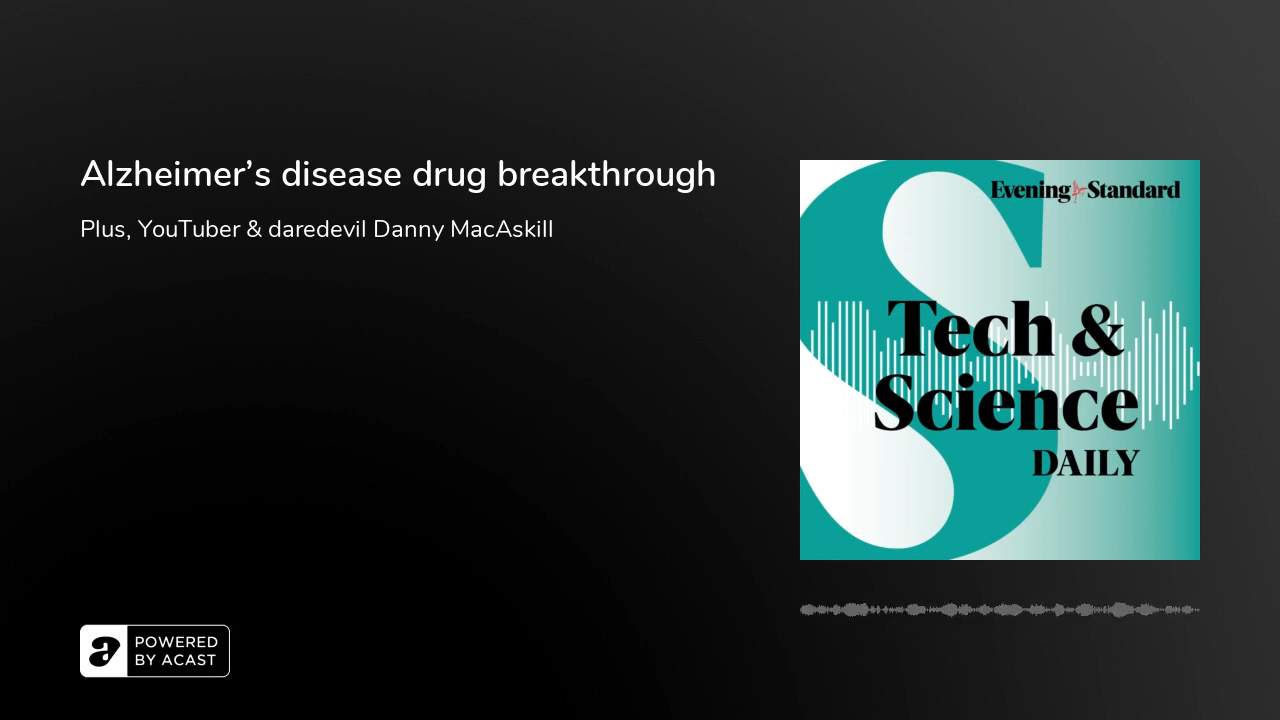 Alzheimer’s disease drug breakthrough
Plus, YouTuber & daredevil Danny MacAskill
Evening Standard
Tech &
Science
DAILY
POWERED
BY ACAST